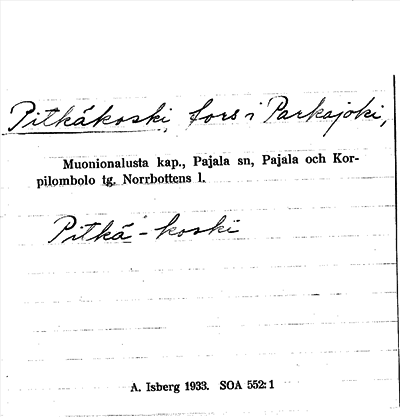 Pitkäkoski, fors i Parkajoki,
Muonionalusta kap., Pajala sn, Pajala och Kor-
pilombolo tg. Norrbottens l.
Pitkä-koski
A. Isberg 1933. SOA 552:1